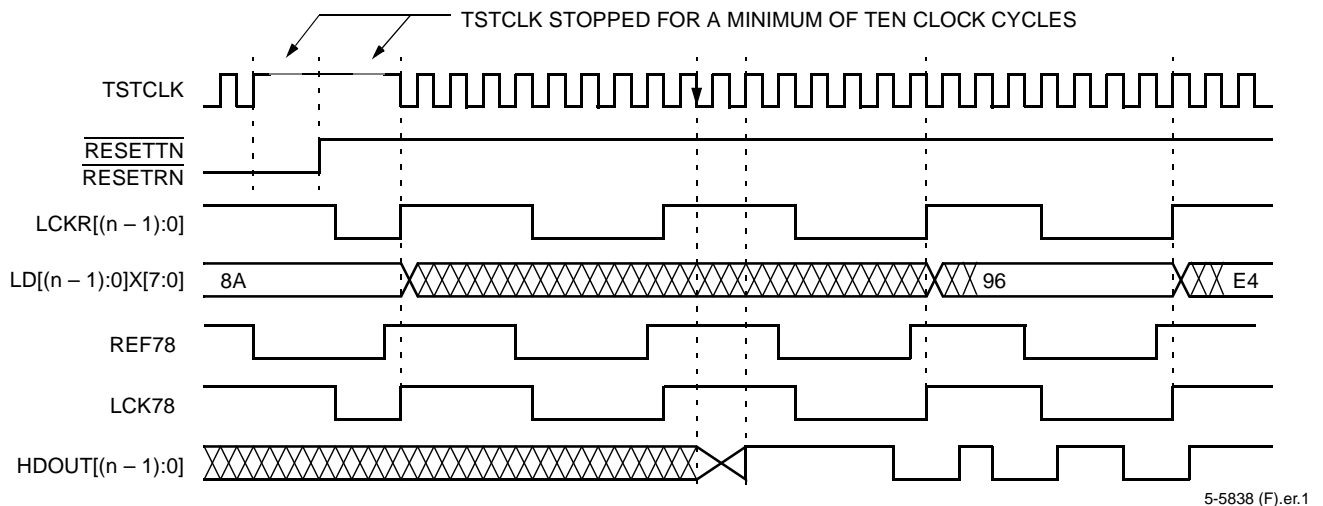 TSTCLK STOPPED FOR A MINIMUM OF TEN CLOCK CYCLES
TSTCLK
RESETTN
RESETRN
LCKR[(n – 1):0]
LD[(n – 1):0]X[7:0]
8A
96
E4
REF78
LCK78
HDOUT[(n – 1):0]
5-5838 (F).er.1